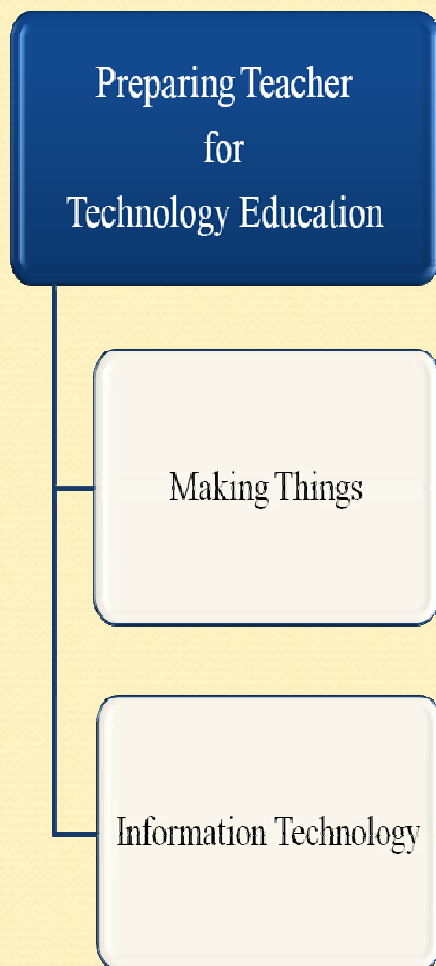 Preparing Teacher
for
Technology Education
Making Things
Information Technology